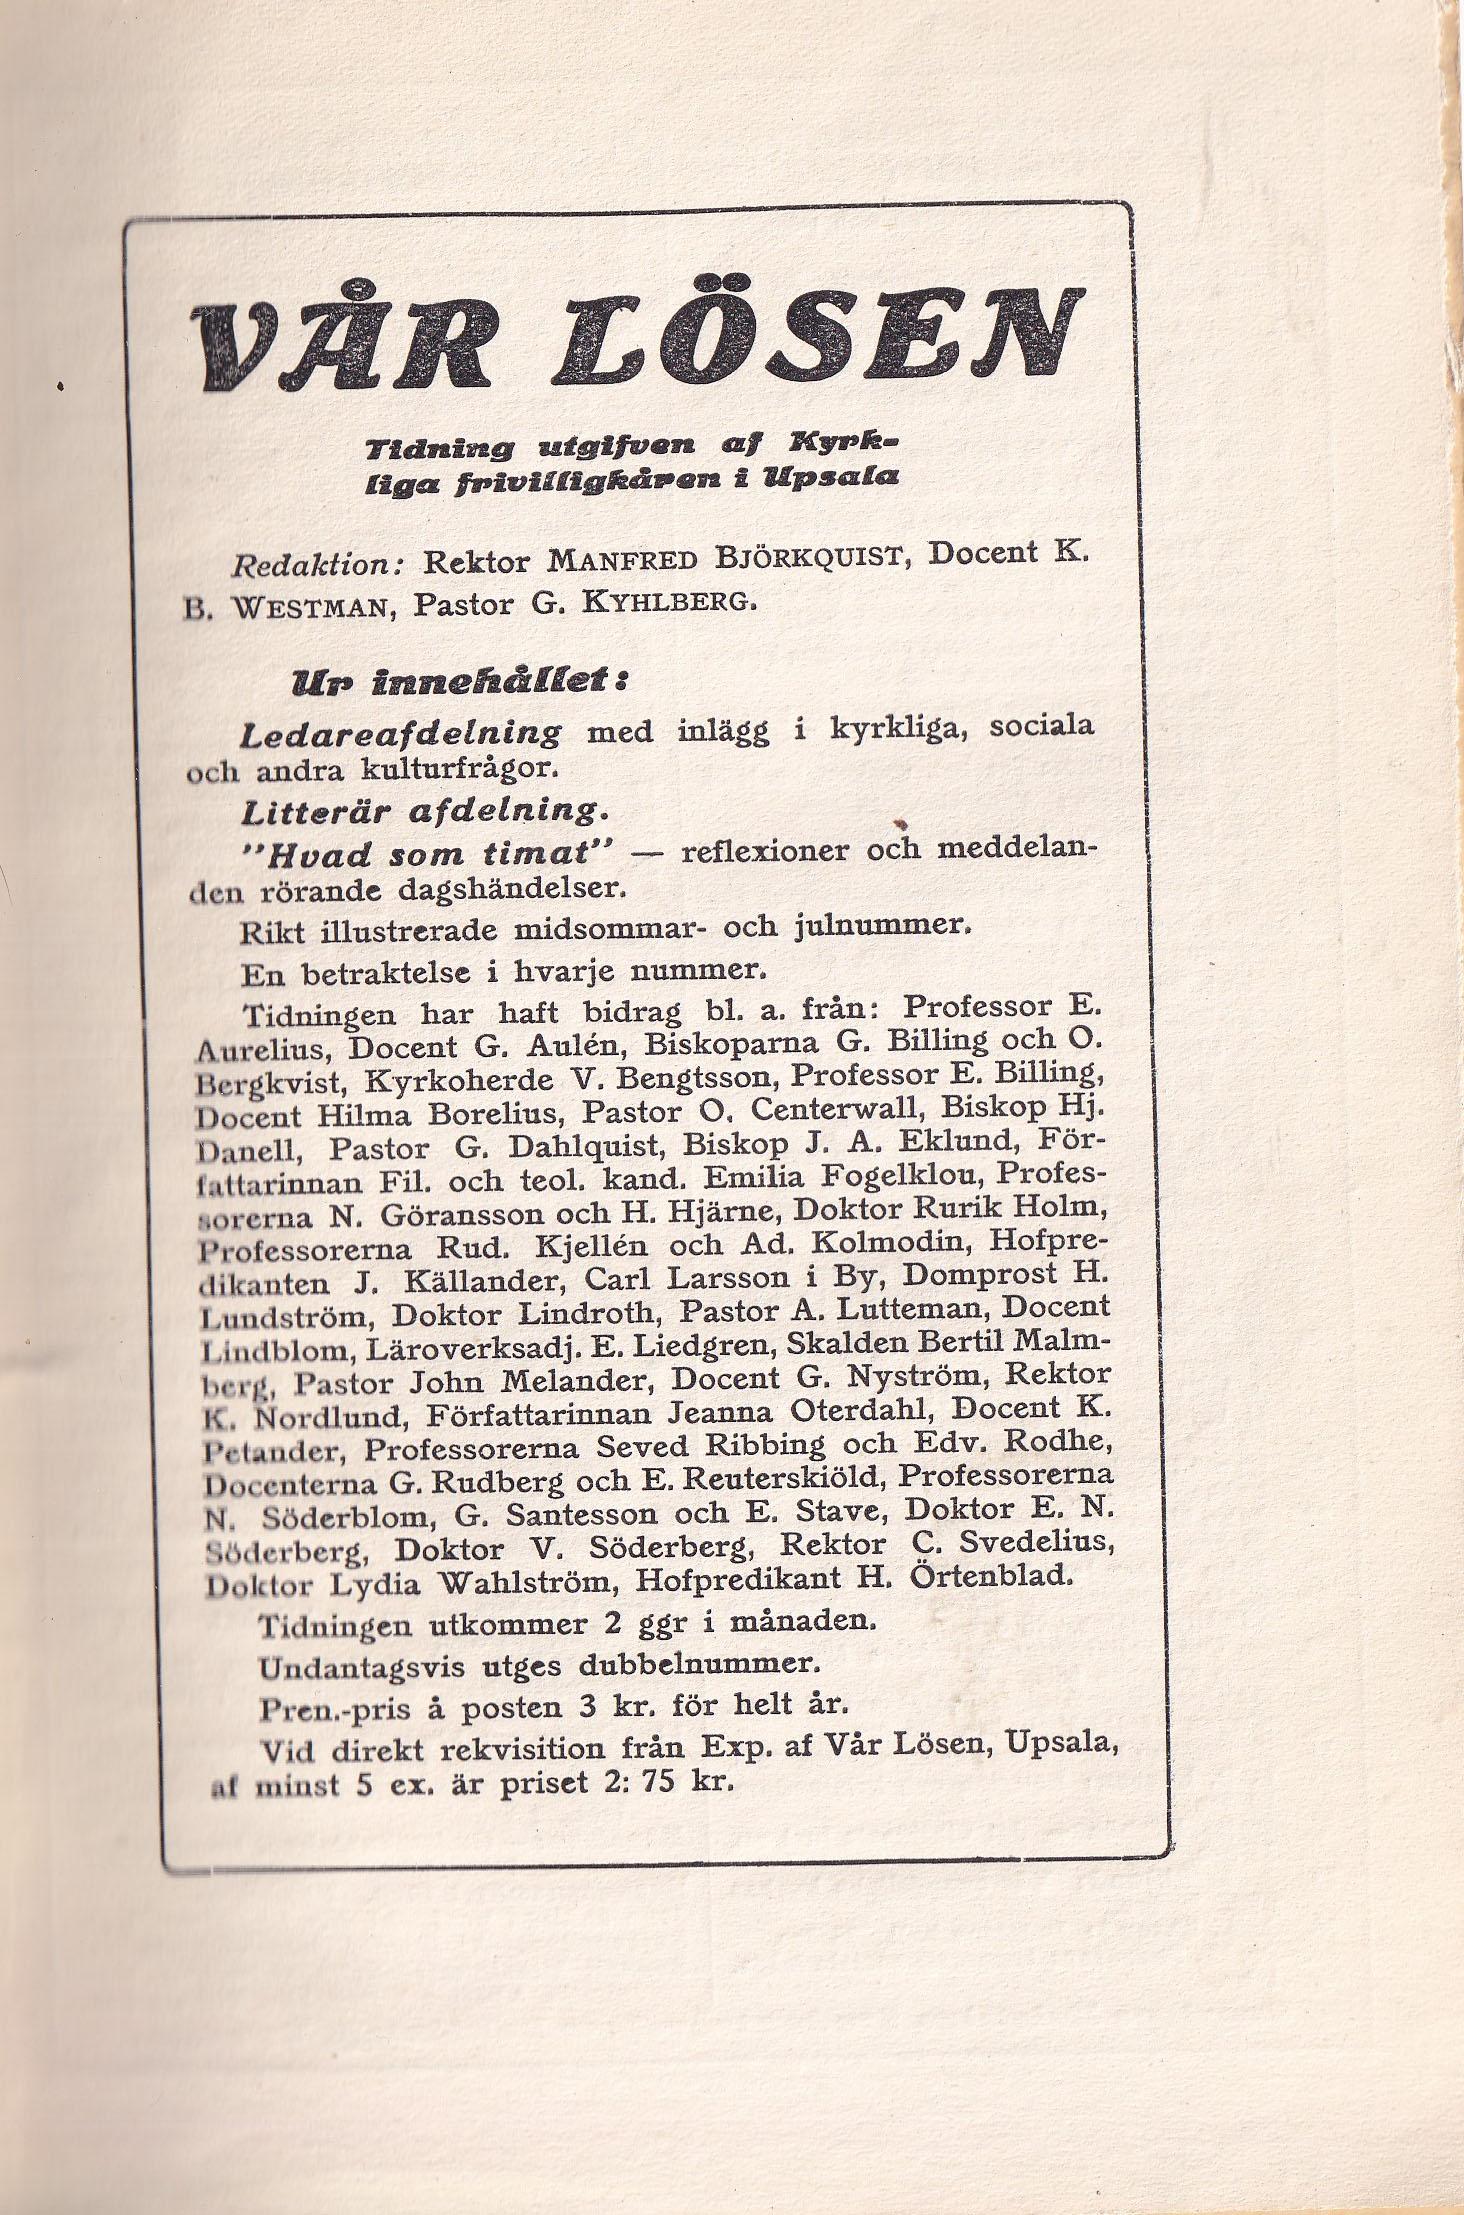 VÅR LÖSEN
Tidning utgifven af Kyrk-
liga frivilligkåren i Upsala
Redaktion: Rektor MANFRED BJÖRKQUIST, Docent K.
B. WESTMAN, Pastor G. KYHLBERG.
Ur innehållet:
Ledareafdelning med inlägg i kyrkliga, sociala
och andra kulturfrågor.
Litterär afdelning.
"Hvad som timat" — reflexioner och meddelan-
den rörande dagshändelser.
Rikt illustrerade midsommar- och julnummer.
En betraktelse i hvarje nummer.
Tidningen har haft bidrag bl. a. från: Professor E.
Aurelius, Docent G. Aulén, Biskoparna G. Billing och O.
Bergkvist, Kyrkoherde V. Bengtsson, Professor E. Billing,
Docent Hilma Borelius, Pastor O. Centerwall, Biskop Hj.
Danell, Pastor G. Dahlquist, Biskop J. A. Eklund, För-
fattarinnan Fil. och teol. kand. Emilia Fogelklou, Profes-
sorerna N. Göransson och H. Hjärne, Doktor Rurik Holm,
Professorerna Rud. Kjellén och Ad. Kolmodin, Hofpre-
dikanten J. Källander, Carl Larsson i By, Domprost H.
Lundström, Doktor Lindroth, Pastor A. Lutteman, Docent
Lindblom, Läroverksadj. E. Liedgren, Skalden Bertil Malm-
berg, Pastor John Melander, Docent G. Nyström, Rektor
K. Nordlund, Författarinnan Jeanna Oterdahl, Docent K.
Petander, Professorerna Seved Ribbing och Edv. Rodhe,
Docenterna G. Rudberg och E. Reuterskiöld, Professorerna
N. Söderblom, G. Santesson och E. Stave, Doktor E. N.
Söderberg, Doktor V. Söderberg, Rektor C. Svedelius,
Doktor Lydia Wahlström, Hofpredikant H. Örtenblad.
Tidningen utkommer 2 ggr i månaden.
Undantagsvis utges dubbelnummer.
Pren.-pris å posten 3 kr. för helt år.
Vid direkt rekvisition från Exp. af Vår Lösen, Upsala,
af minst 5 ex. är priset 2: 75 kr.